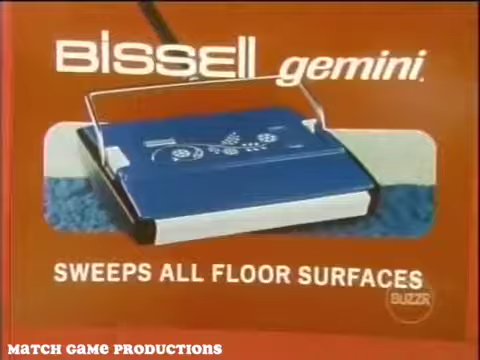 BISSELL gemini.
SWEEPS ALL FLOOR SURFACES
BUZZR
MATCH GAME PRODUCTIONS